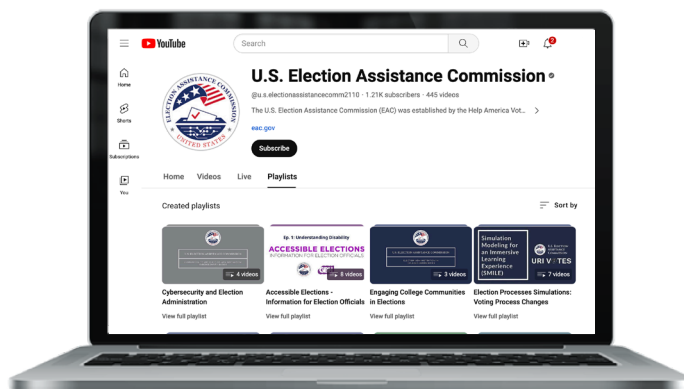 YouTube
Search
2
Home
Shorts
Subscriptions
You
ELECTION ASSISTANCE COMMISSION
UNITED STATES
U.S. Election Assistance Commission
@u.s.electionassistancecomm2110 · 1.21K subscribers · 445 videos
The U.S. Election Assistance Commission (EAC) was established by the Help America Vot...
eac.gov
Subscribe
Home Videos Live Playlists
Created playlists
Sort by
4 videos
Cybersecurity and Election
Administration
View full playlist
Ep. 1: Understanding Disability
ACCESSIBLE ELECTIONS
INFORMATION FOR ELECTION OFFICIALS
8 videos
Accessible Elections -
Information for Election Officials
View full playlist
3 videos
Engaging College Communities
in Elections
View full playlist
Simulation
Modeling for
an Immersive
Learning
Experience
(SMILE)
7 videos
Election Processes Simulations:
Voting Process Changes
View full playlist